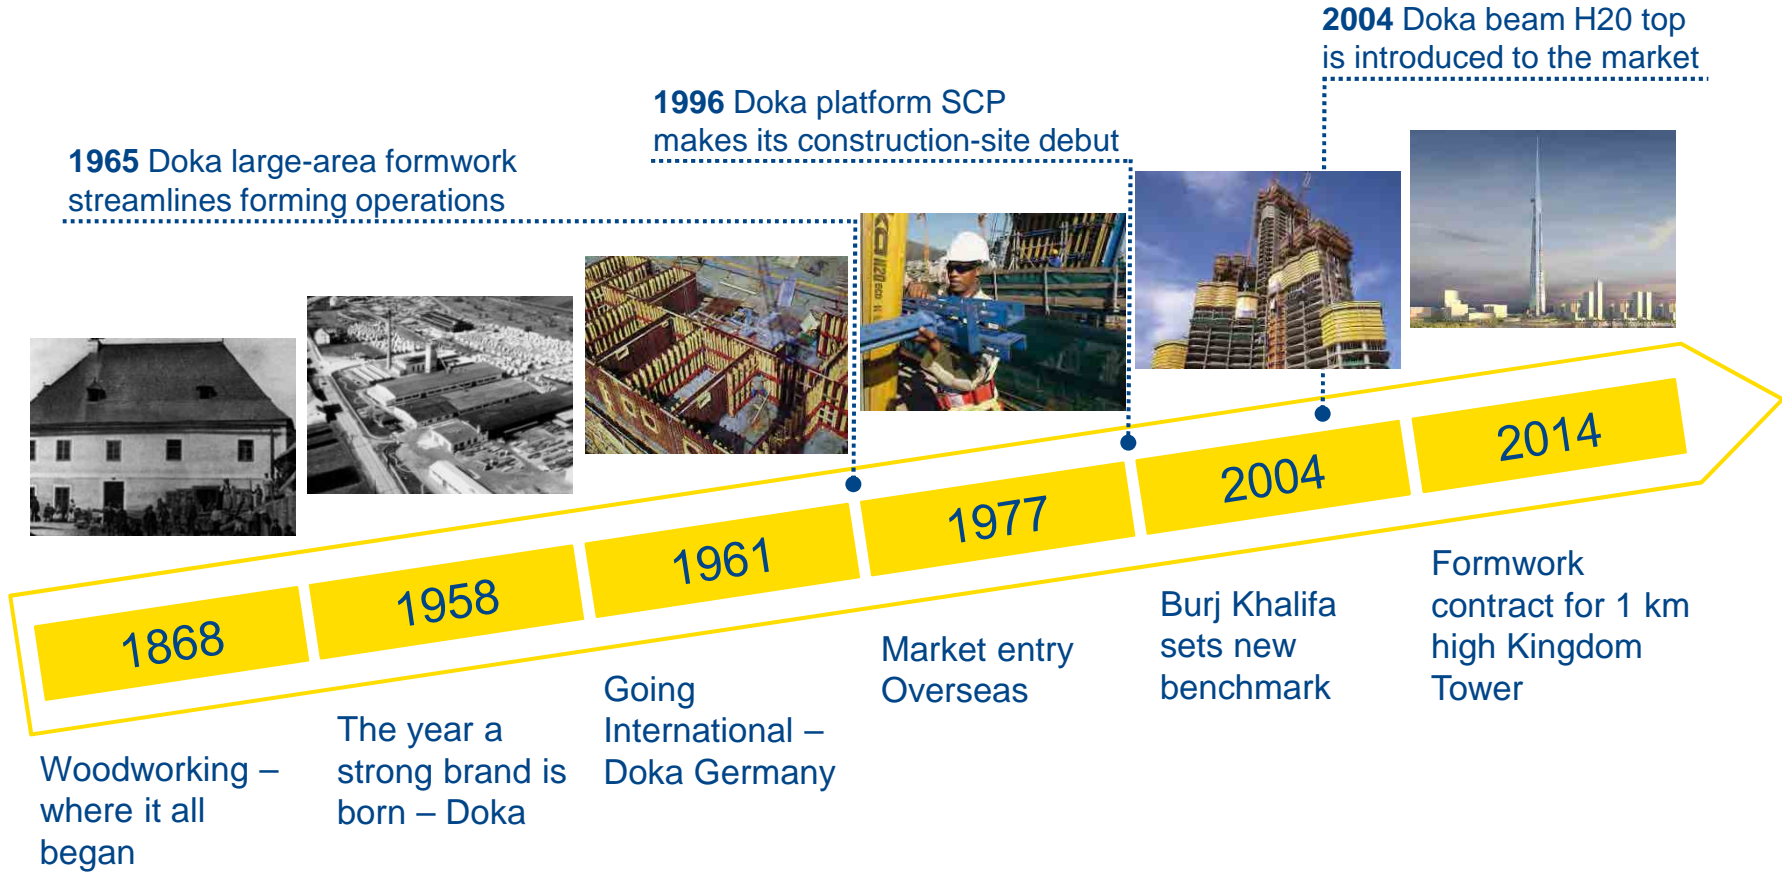 2004 Doka beam H20 top
is introduced to the market
1996 Doka platform SCP
makes its construction-site debut
1965 Doka large-area formwork
streamlines forming operations
H20 eco
1868
1958
1961
1977
2004
2014
Woodworking –
where it all
began
The year a
strong brand is
born – Doka
Going
International –
Doka Germany
Market entry
Overseas
Burj Khalifa
sets new
benchmark
Formwork
contract for 1 km
high Kingdom
Tower